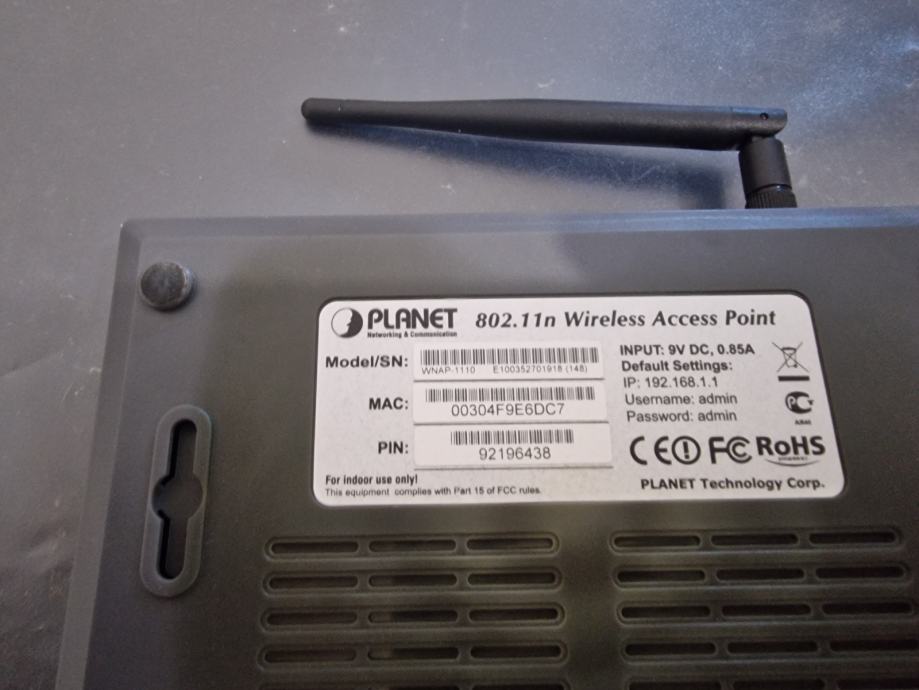 PLANET
Networking & Communication
802.11n Wireless Access Point
Model/SN:
WNAP-1110 E100352701918 (148)
MAC:
00304F9E6DC7
PIN:
92196438
INPUT: 9V DC, 0.85A
Default Settings:
IP: 192.168.1.1
Username: admin
Password: admin
CE FC RoHS
For indoor use only!
This equipment complies with Part 15 of FCC rules.
PLANET Technology Corp.